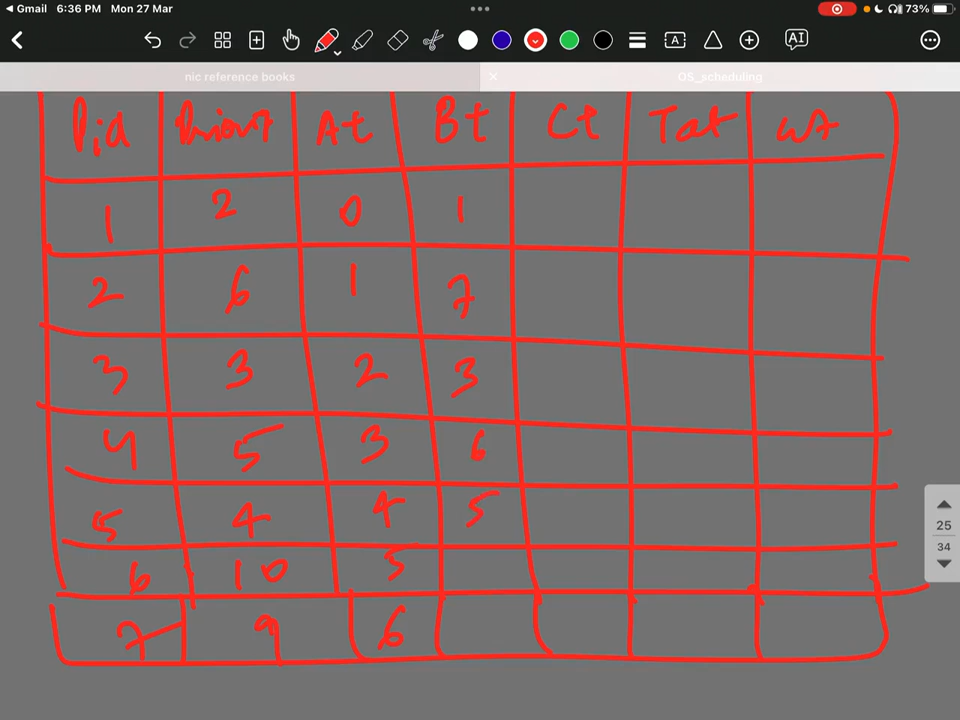 Gmail 6:36 PM Mon 27 Mar 73%
A AI
nic reference books OS_scheduling
Pid Priority At Bt Ct Tat wt
1 2 0 1
2 6 1 7
3 3 2 3
4 5 3 6
5 4 4 5
6 10 5
7 9 6
25
34